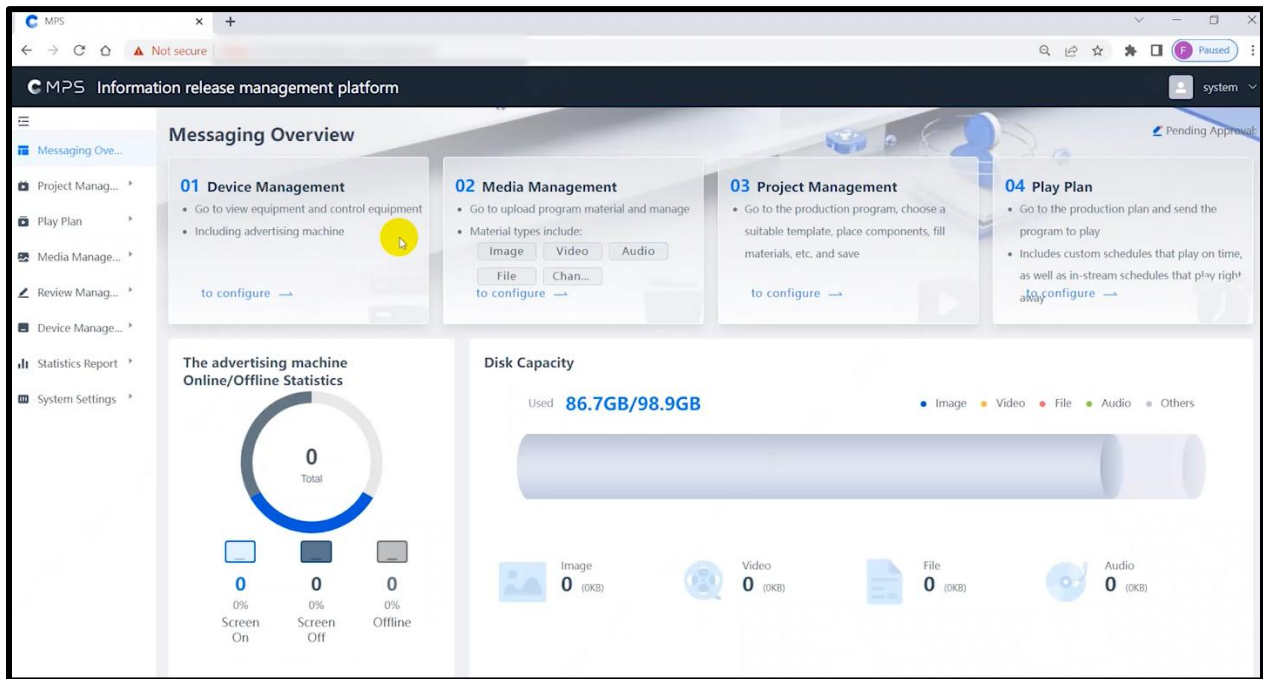 MPS
Not secure
Paused
F
MPS Information release management platform
system
Messaging Ove...
Project Manag...
Play Plan
Media Manage...
Review Manag...
Device Manage...
Statistics Report
System Settings
Messaging Overview
Pending Approval:
01 Device Management
Go to view equipment and control equipment
Including advertising machine
to configure
02 Media Management
Go to upload program material and manage
Material types include:
Image Video Audio
File Chan...
to configure
03 Project Management
Go to the production program, choose a
suitable template, place components, fill
materials, etc. and save
to configure
04 Play Plan
Go to the production plan and send the
program to play
Includes custom schedules that play on time,
as well as in-stream schedules that play right
away
to configure
The advertising machine
Online/Offline Statistics
0
Total
0 0 0
0% 0% 0%
Screen On
Screen Off
Offline
Disk Capacity
Used 86.7GB/98.9GB
Image Video File Audio Others
Image
0 (0KB)
Video
0 (0KB)
File
0 (0KB)
Audio
0 (0KB)